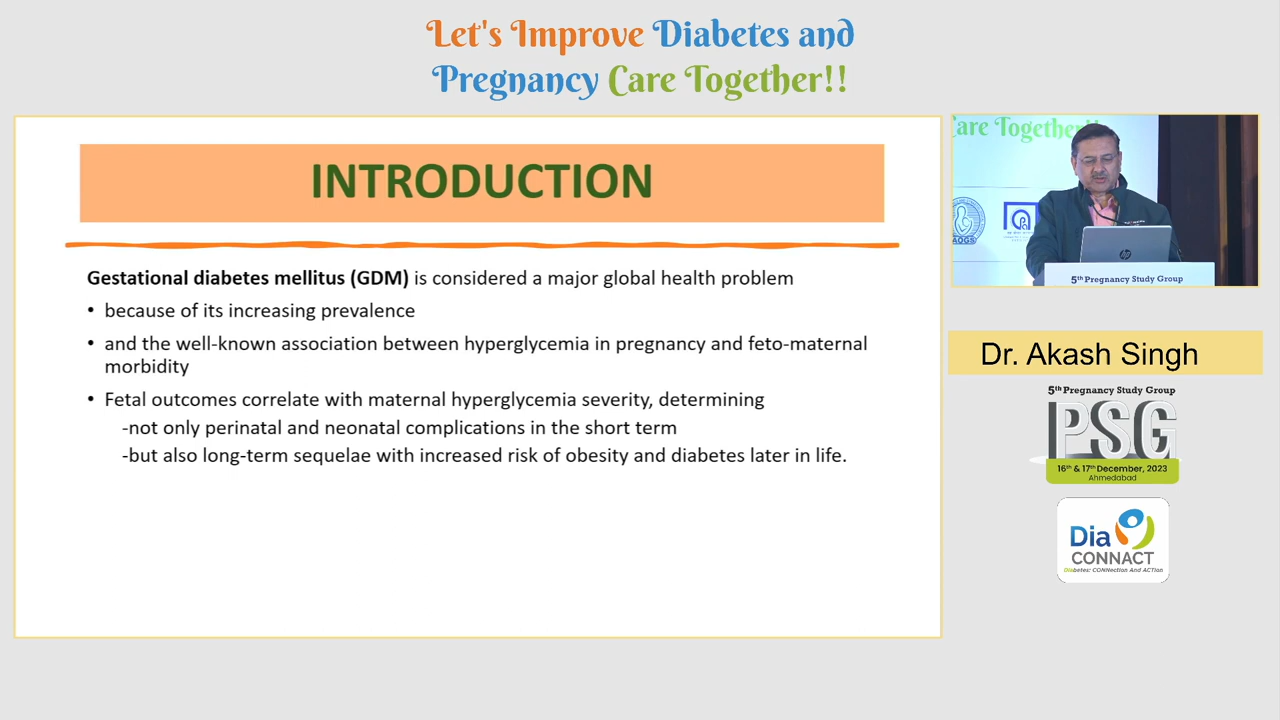 Let's Improve Diabetes and
Pregnancy Care Together!!
INTRODUCTION
Gestational diabetes mellitus (GDM) is considered a major global health problem
• because of its increasing prevalence
• and the well-known association between hyperglycemia in pregnancy and feto-maternal
morbidity
• Fetal outcomes correlate with maternal hyperglycemia severity, determining
-not only perinatal and neonatal complications in the short term
-but also long-term sequelae with increased risk of obesity and diabetes later in life.
Care Together!!
AOGS
hp
5th Pregnancy Study Group
Dr. Akash Singh
5th Pregnancy Study Group
PSG
16th & 17th December, 2023
Ahmedabad
Dia
CONNACT
Diabetes: CONNection And ACTion